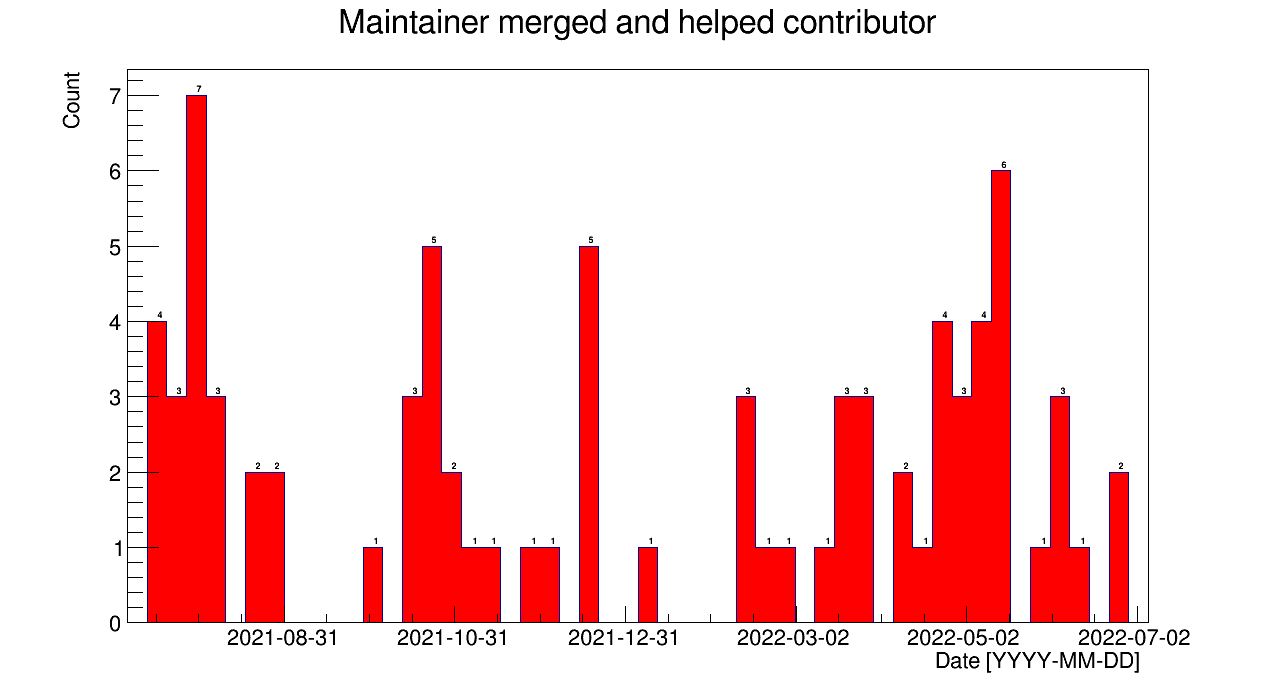 Maintainer merged and helped contributor
Count
7
6
5
4
3
2
1
0
4 3 7 3 2 2 1 3 5 2 1 1 1 1 5 1 3 1 1 1 3 3 2 1 4 3 4 6 1 3 1 2
2021-08-31 2021-10-31 2021-12-31 2022-03-02 2022-05-02 2022-07-02
Date [YYYY-MM-DD]